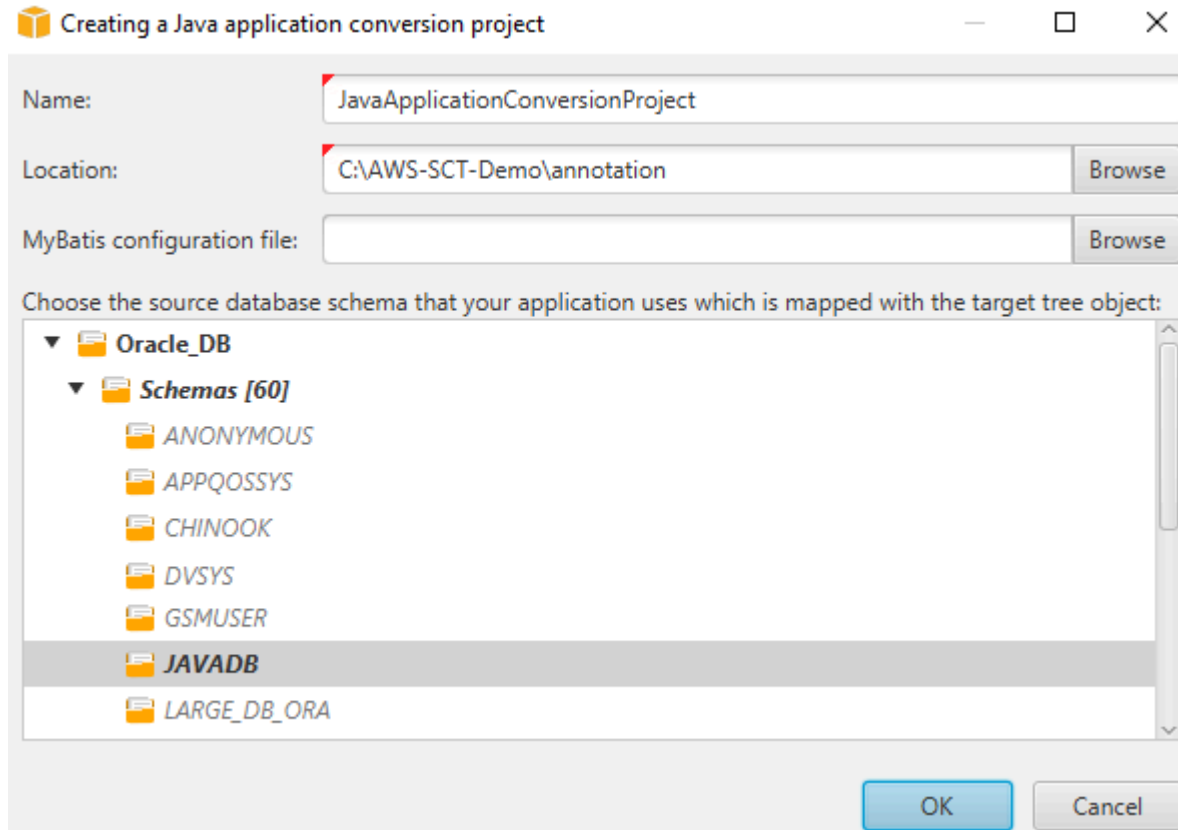 Creating a Java application conversion project
Name: JavaApplicationConversionProject
Location: C:\AWS-SCT-Demo\annotation Browse
MyBatis configuration file: Browse
Choose the source database schema that your application uses which is mapped with the target tree object:
Oracle_DB
Schemas [60]
ANONYMOUS
APPQOSSYS
CHINOOK
DVSYS
GSMUSER
JAVADB
LARGE_DB_ORA
OK Cancel